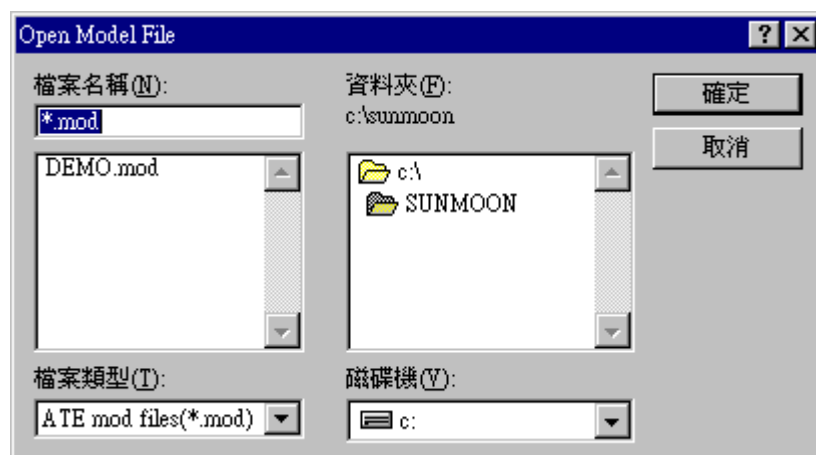 Open Model File
檔案名稱(N):
*.mod
DEMO.mod
檔案類型(T):
ATE mod files(*.mod)
資料夾(F):
c:\sunmoon
c:\
SUNMOON
磁碟機(V):
c:
確定
取消